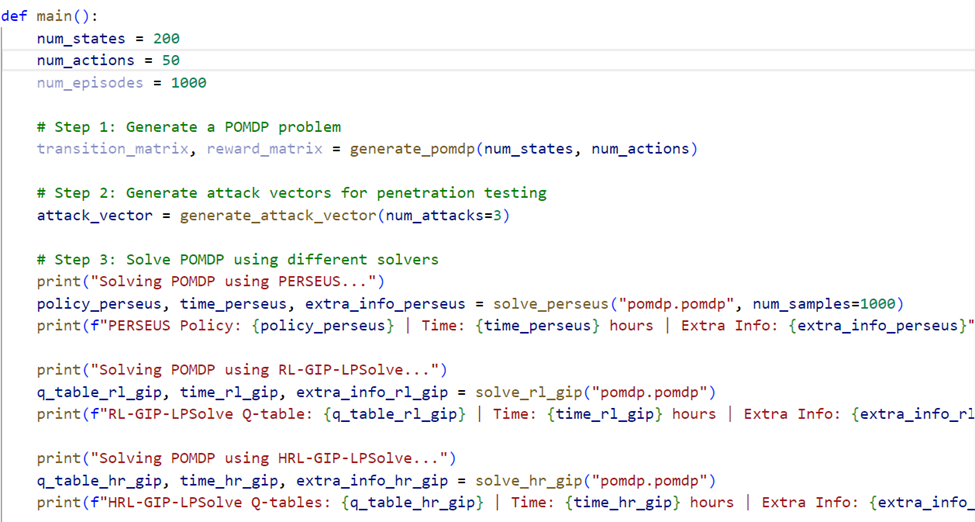 def main():
    num_states = 200
    num_actions = 50
    num_episodes = 1000
    # Step 1: Generate a POMDP problem
    transition_matrix, reward_matrix = generate_pomdp(num_states, num_actions)
    # Step 2: Generate attack vectors for penetration testing
    attack_vector = generate_attack_vector(num_attacks=3)
    # Step 3: Solve POMDP using different solvers
    print("Solving POMDP using PERSEUS...")
    policy_perseus, time_perseus, extra_info_perseus = solve_perseus("pomdp.pomdp", num_samples=1000)
    print(f"PERSEUS Policy: {policy_perseus} | Time: {time_perseus} hours | Extra Info: {extra_info_perseus}"
    print("Solving POMDP using RL-GIP-LPSolve...")
    q_table_rl_gip, time_rl_gip, extra_info_rl_gip = solve_rl_gip("pomdp.pomdp")
    print(f"RL-GIP-LPSolve Q-table: {q_table_rl_gip} | Time: {time_rl_gip} hours | Extra Info: {extra_info_rl
    print("Solving POMDP using HRL-GIP-LPSolve...")
    q_table_hr_gip, time_hr_gip, extra_info_hr_gip = solve_hr_gip("pomdp.pomdp")
    print(f"HRL-GIP-LPSolve Q-tables: {q_table_hr_gip} | Time: {time_hr_gip} hours | Extra Info: {extra_info_